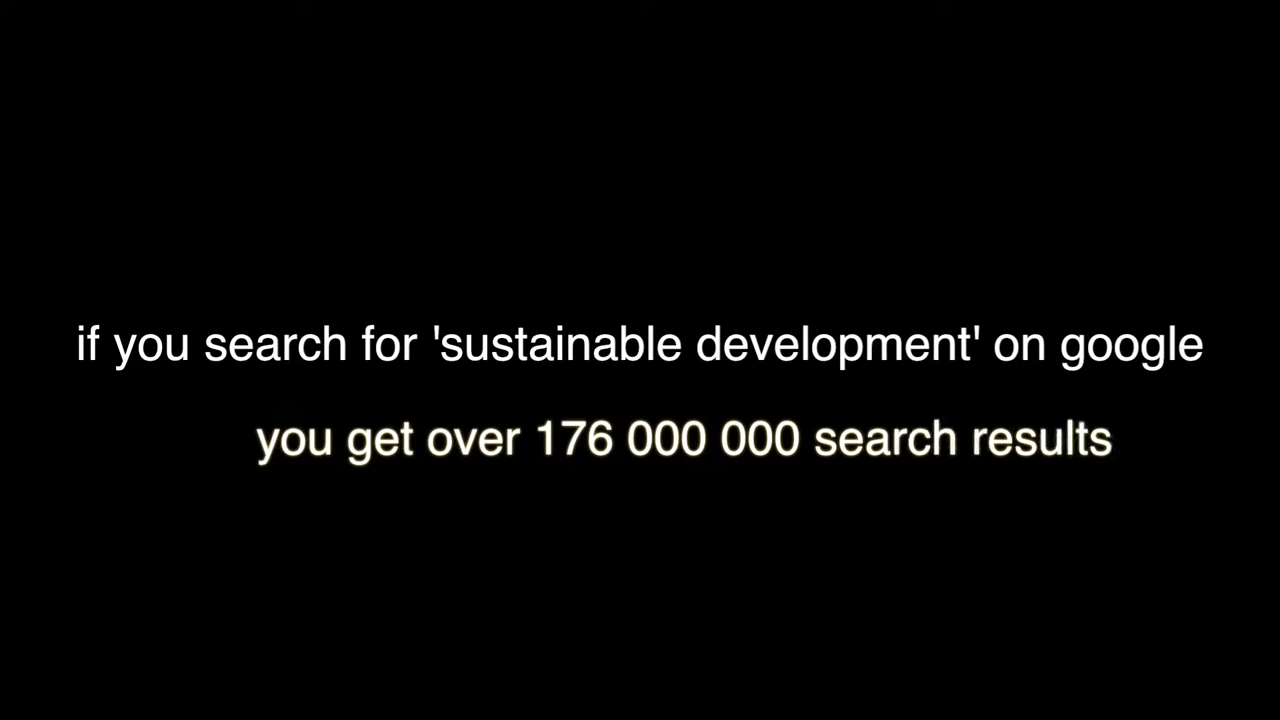 if you search for 'sustainable development' on google
you get over 176 000 000 search results